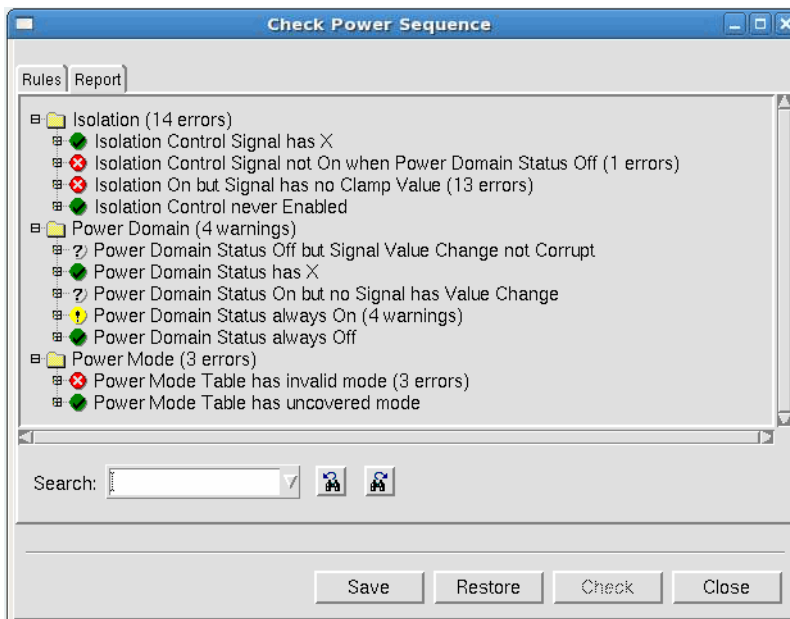 Check Power Sequence
Rules Report
Isolation (14 errors)
Isolation Control Signal has X
Isolation Control Signal not On when Power Domain Status Off (1 errors)
Isolation On but Signal has no Clamp Value (13 errors)
Isolation Control never Enabled
Power Domain (4 warnings)
Power Domain Status Off but Signal Value Change not Corrupt
Power Domain Status has X
Power Domain Status On but no Signal has Value Change
Power Domain Status always On (4 warnings)
Power Domain Status always Off
Power Mode (3 errors)
Power Mode Table has invalid mode (3 errors)
Power Mode Table has uncovered mode
Search:
Save Restore Check Close